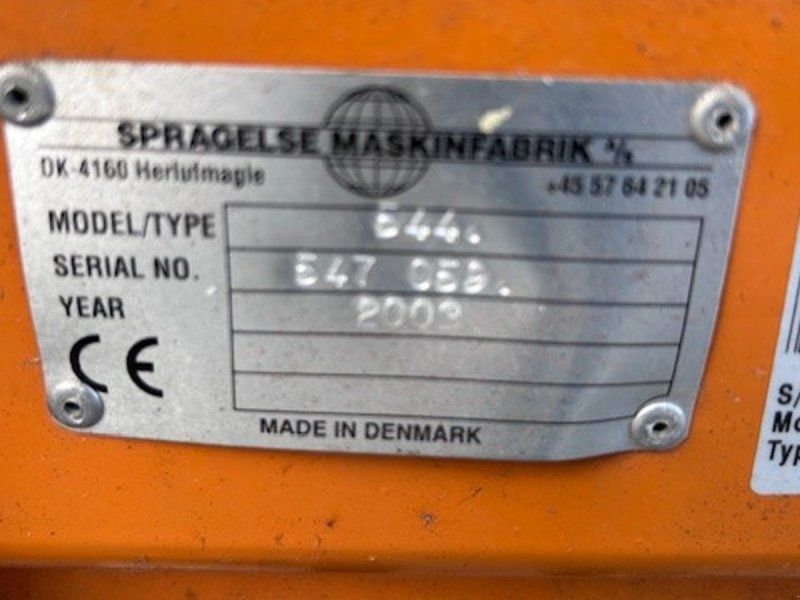 SPRAGELSE MASKINFABRIK A/S
DK-4160 Herlufmagle +45 57 64 21 05
MODEL/TYPE 544.
SERIAL NO. 547 059.
YEAR
CE
MADE IN DENMARK
S/
Mo
Typ